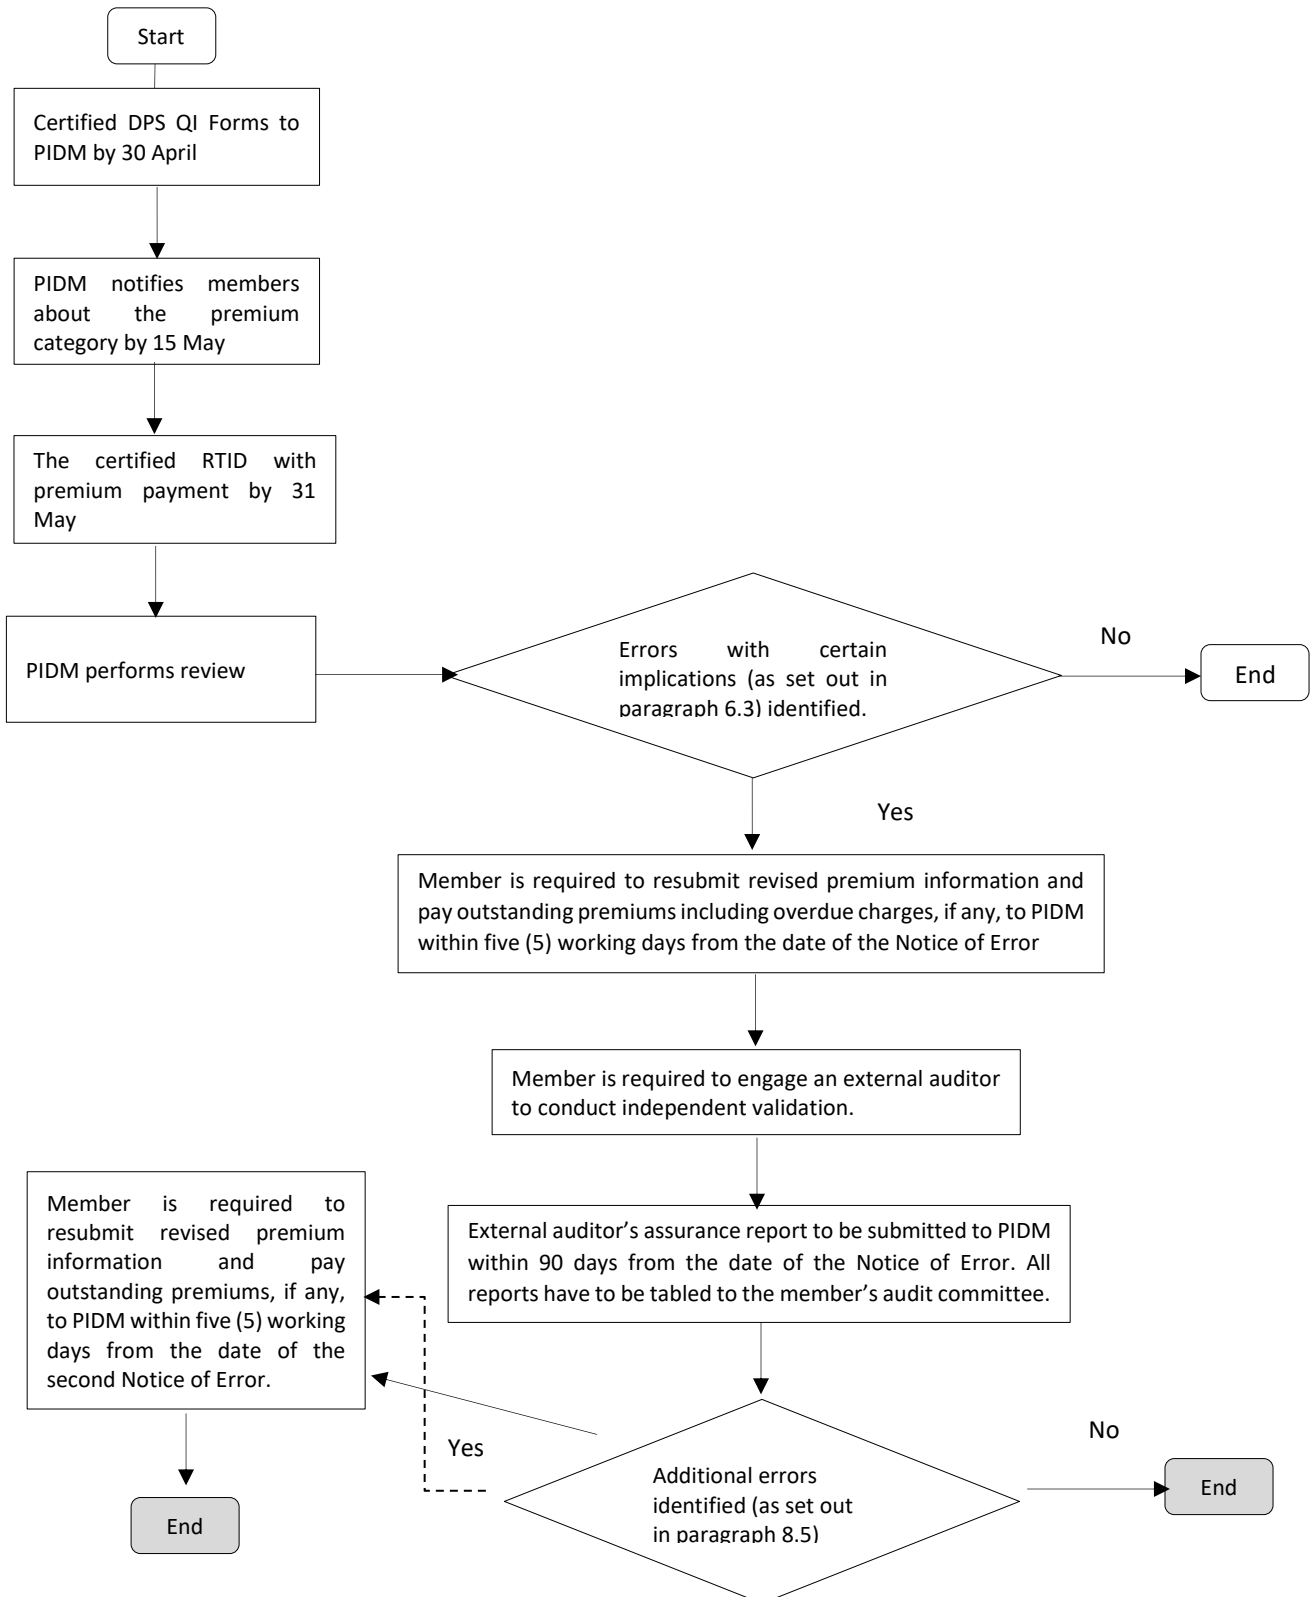 Start
Certified DPS QI Forms to
PIDM by 30 April
PIDM notifies members
about the premium
category by 15 May
The certified RTID with
premium payment by 31
May
PIDM performs review
Errors with certain
implications (as set out in
paragraph 6.3) identified.
No
End
Yes
Member is required to resubmit revised premium information and
pay outstanding premiums including overdue charges, if any, to PIDM
within five (5) working days from the date of the Notice of Error
Member is required to engage an external auditor
to conduct independent validation.
External auditor’s assurance report to be submitted to PIDM
within 90 days from the date of the Notice of Error. All
reports have to be tabled to the member’s audit committee.
Member is required to
resubmit revised premium
information and pay
outstanding premiums, if any,
to PIDM within five (5) working
days from the date of the
second Notice of Error.
Yes
Additional errors
identified (as set out
in paragraph 8.5)
No
End
End